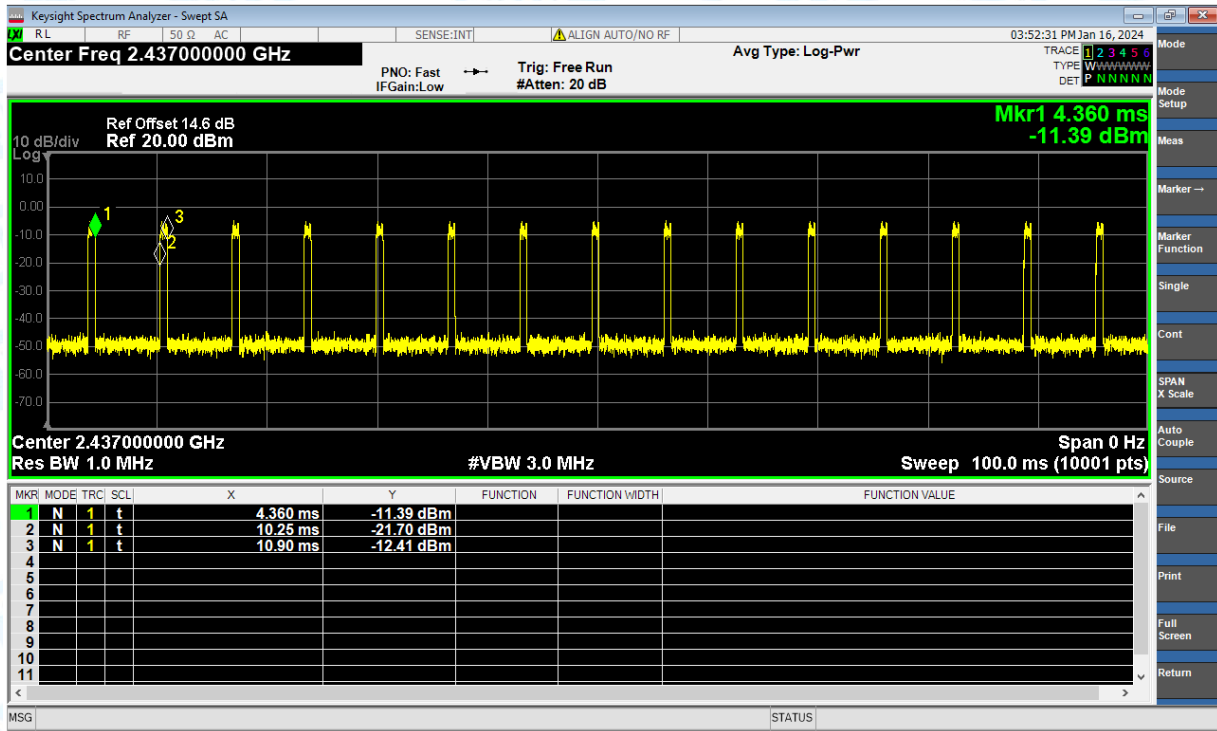 Keysight Spectrum Analyzer - Swept SA
LXI RL RF 50 Ω AC SENSE:INT ALIGN AUTO/NO RF 03:52:31 PM Jan 16, 2024
Center Freq 2.437000000 GHz
PNO: Fast
IFGain:Low
Trig: Free Run
#Atten: 20 dB
Avg Type: Log-Pwr
TRACE 1 2 3 4 5 6
TYPE WWWWWWW
DET P N N N N N
Ref Offset 14.6 dB
10 dB/div Ref 20.00 dBm
Log
Mkr1 4.360 ms
-11.39 dBm
10.0
0.00
-10.0
-20.0
-30.0
-40.0
-50.0
-60.0
-70.0
1
3
2
Center 2.437000000 GHz Span 0 Hz
Res BW 1.0 MHz #VBW 3.0 MHz Sweep 100.0 ms (10001 pts)
MKR MODE TRC SCL X Y FUNCTION FUNCTION WIDTH FUNCTION VALUE
1 N 1 t 4.360 ms -11.39 dBm
2 N 1 t 10.25 ms -21.70 dBm
3 N 1 t 10.90 ms -12.41 dBm
4
5
6
7
8
9
10
11
MSG STATUS
Mode
Mode
Setup
Meas
Marker →
Marker
Function
Single
Cont
SPAN
X Scale
Auto
Couple
Source
File
Print
Full
Screen
Return